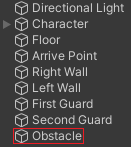 Directional Light
Character
Floor
Arrive Point
Right Wall
Left Wall
First Guard
Second Guard
Obstacle